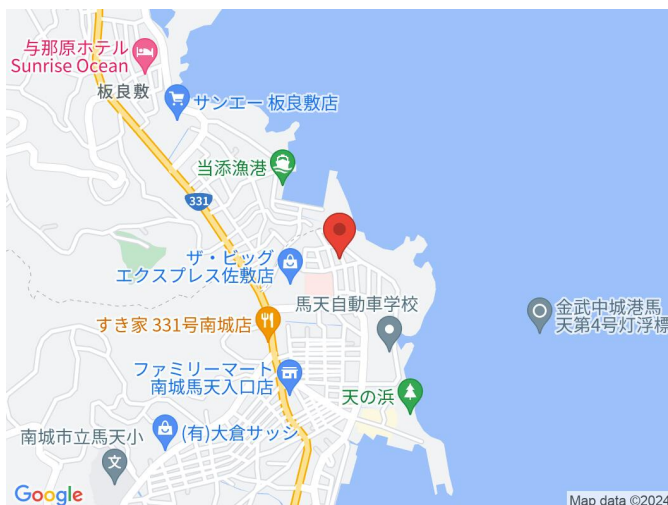 与那原ホテル
Sunrise Ocean
板良敷
サンエー 板良敷店
当添漁港
331
ザ・ビッグ
エクスプレス佐敷店
馬天自動車学校
金武中城港馬
天第4号灯浮標
すき家 331号南城店
ファミリーマート
南城馬天入口店
天の浜
(有)大倉サッシ
南城市立馬天小
文
Google
Map data ©2024